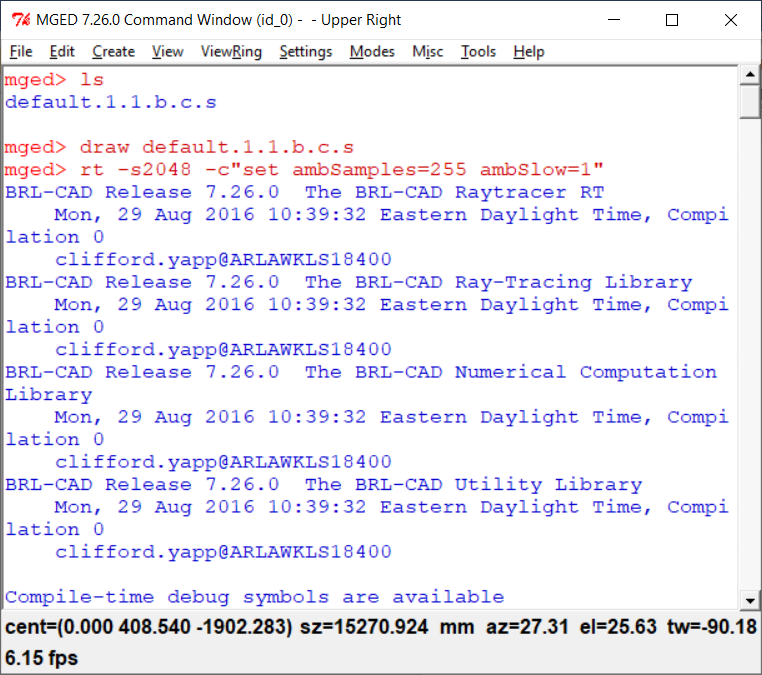 MGED 7.26.0 Command Window (id_0) -  - Upper Right
File Edit Create View ViewRing Settings Modes Misc Tools Help
mged> ls
default.1.1.b.c.s
mged> draw default.1.1.b.c.s
mged> rt -s2048 -c"set ambSamples=255 ambSlow=1"
BRL-CAD Release 7.26.0  The BRL-CAD Raytracer RT
    Mon, 29 Aug 2016 10:39:32 Eastern Daylight Time, Compi
lation 0
    clifford.yapp@ARLAWKLS18400
BRL-CAD Release 7.26.0  The BRL-CAD Ray-Tracing Library
    Mon, 29 Aug 2016 10:39:32 Eastern Daylight Time, Compi
lation 0
    clifford.yapp@ARLAWKLS18400
BRL-CAD Release 7.26.0  The BRL-CAD Numerical Computation
Library
    Mon, 29 Aug 2016 10:39:32 Eastern Daylight Time, Compi
lation 0
    clifford.yapp@ARLAWKLS18400
BRL-CAD Release 7.26.0  The BRL-CAD Utility Library
    Mon, 29 Aug 2016 10:39:32 Eastern Daylight Time, Compi
lation 0
    clifford.yapp@ARLAWKLS18400
Compile-time debug symbols are available
cent=(0.000 408.540 -1902.283) sz=15270.924  mm  az=27.31  el=25.63  tw=-90.18
6.15 fps